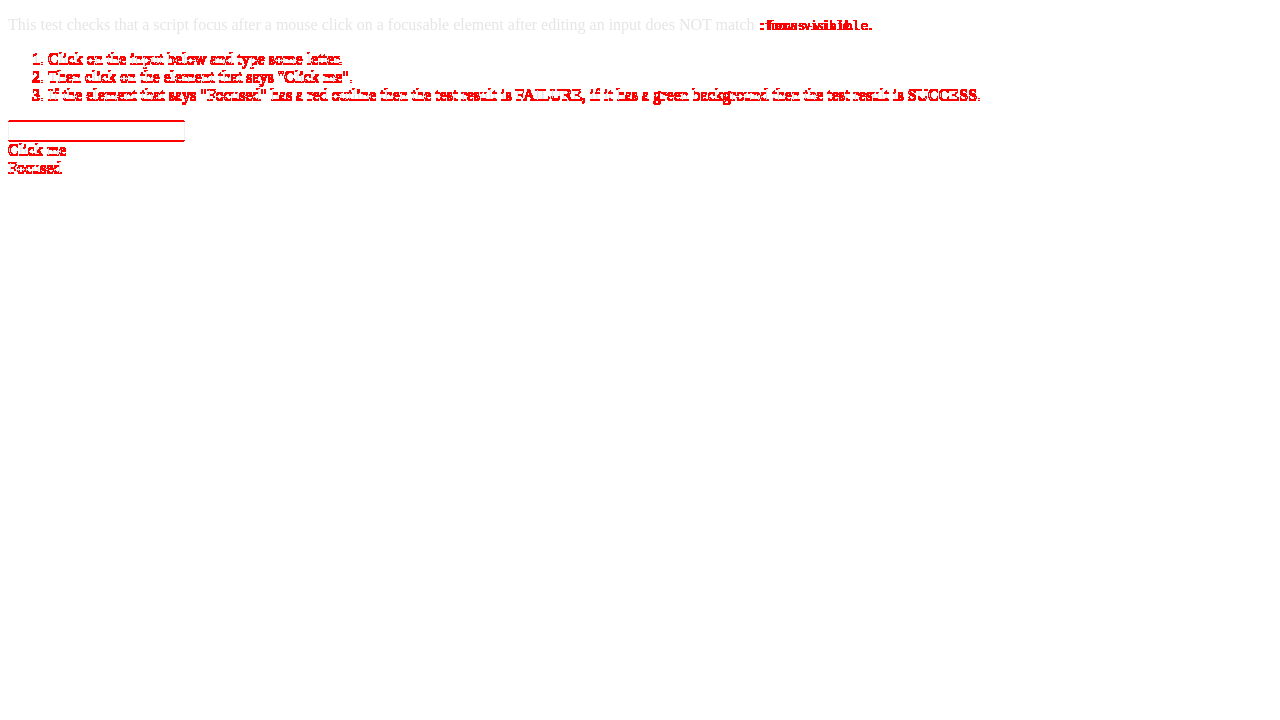 This test checks that a script focus after a mouse click on a focusable element after editing an input does NOT match
1. Click on the input below and type some letter.
2. Then click on the element that says "Click me".
3. If the element that says "Focused" has a red outline then the test result is FAILURE, if it has a green background then the test result is SUCCESS.
Click me
Focused